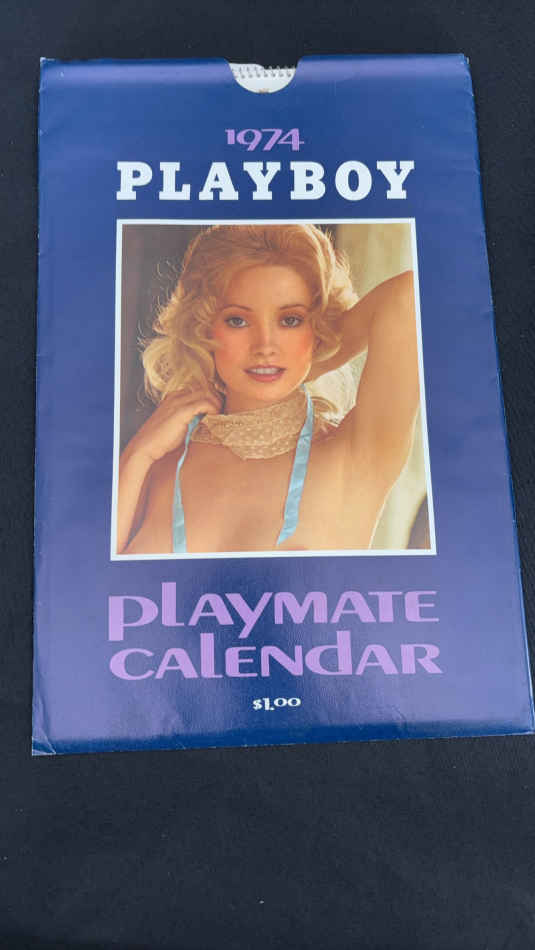 1974
PLAYBOY
PLAYMATE
CALENDAR
$1.00